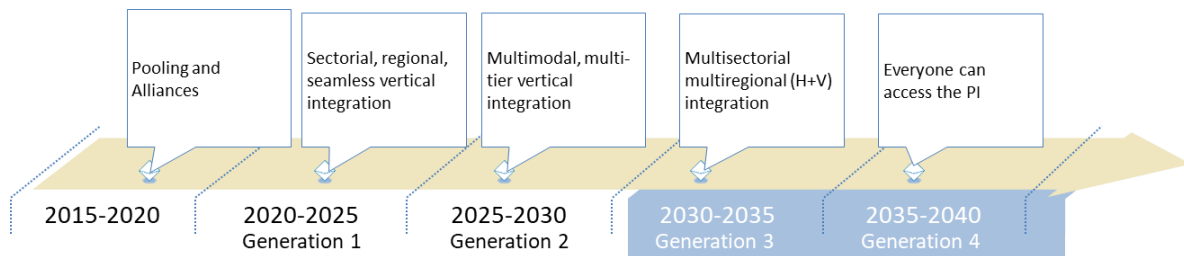 Pooling and
Alliances
Sectorial, regional,
seamless vertical
integration
Multimodal, multi-
tier vertical
integration
Multisectorial
multiregional (H+V)
integration
Everyone can
access the PI
2015-2020
2020-2025
Generation 1
2025-2030
Generation 2
2030-2035
Generation 3
2035-2040
Generation 4